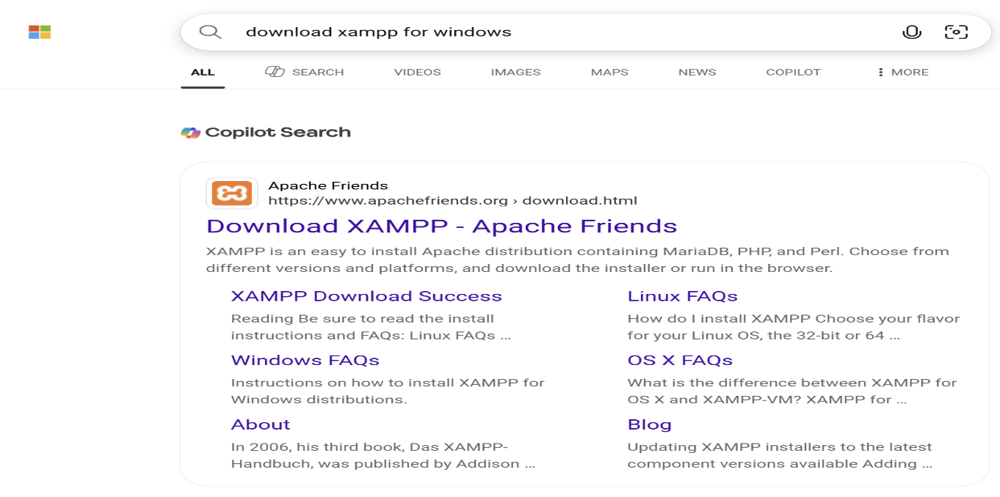 download xampp for windows
ALL SEARCH VIDEOS IMAGES MAPS NEWS COPILOT MORE
Copilot Search
Apache Friends
https://www.apachefriends.org › download.html
Download XAMPP - Apache Friends
XAMPP is an easy to install Apache distribution containing MariaDB, PHP, and Perl. Choose from
different versions and platforms, and download the installer or run in the browser.
XAMPP Download Success
Reading Be sure to read the install
instructions and FAQs: Linux FAQs ...
Linux FAQs
How do I install XAMPP Choose your flavor
for your Linux OS, the 32-bit or 64 ...
Windows FAQs
Instructions on how to install XAMPP for
Windows distributions.
OS X FAQs
What is the difference between XAMPP for
OS X and XAMPP-VM? XAMPP for ...
About
In 2006, his third book, Das XAMPP-
Handbuch, was published by Addison ...
Blog
Updating XAMPP installers to the latest
component versions available Adding ...